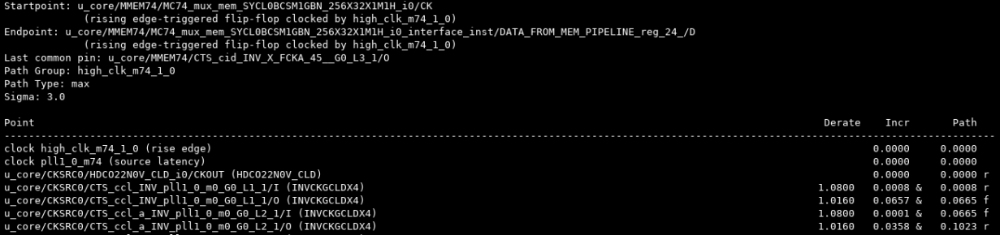 Startpoint: u_core/MMEM74/MC74_mux_mem_SYCL0BCSM1GBN_256X32X1M1H_i0/CK
(rising edge-triggered flip-flop clocked by high_clk_m74_1_0)
Endpoint: u_core/MMEM74/MC74_mux_mem_SYCL0BCSM1GBN_256X32X1M1H_i0_interface_inst/DATA_FROM_MEM_PIPELINE_reg_24_/D
(rising edge-triggered flip-flop clocked by high_clk_m74_1_0)
Last common pin: u_core/MMEM74/CTS_cid_INV_X_FCKA_45__G0_L3_1/O
Path Group: high_clk_m74_1_0
Path Type: max
Sigma: 3.0
Point Derate Incr Path
--------------------------------------------------------------------------------
clock high_clk_m74_1_0 (rise edge) 0.0000 0.0000
clock pll1_0_m74 (source latency) 0.0000 0.0000
u_core/CKSRC0/HDCO22N0V_CLD_i0/CKOUT (HDCO22N0V_CLD) 0.0000 0.0000 r
u_core/CKSRC0/CTS_ccl_INV_pll1_0_m0_G0_L1_1/I (INVCKGCLDX4) 1.0800 0.0008 & 0.0008 r
u_core/CKSRC0/CTS_ccl_INV_pll1_0_m0_G0_L1_1/O (INVCKGCLDX4) 1.0160 0.0657 & 0.0665 f
u_core/CKSRC0/CTS_ccl_a_INV_pll1_0_m0_G0_L2_1/I (INVCKGCLDX4) 1.0800 0.0001 & 0.0665 f
u_core/CKSRC0/CTS_ccl_a_INV_pll1_0_m0_G0_L2_1/O (INVCKGCLDX4) 1.0160 0.0358 & 0.1023 r